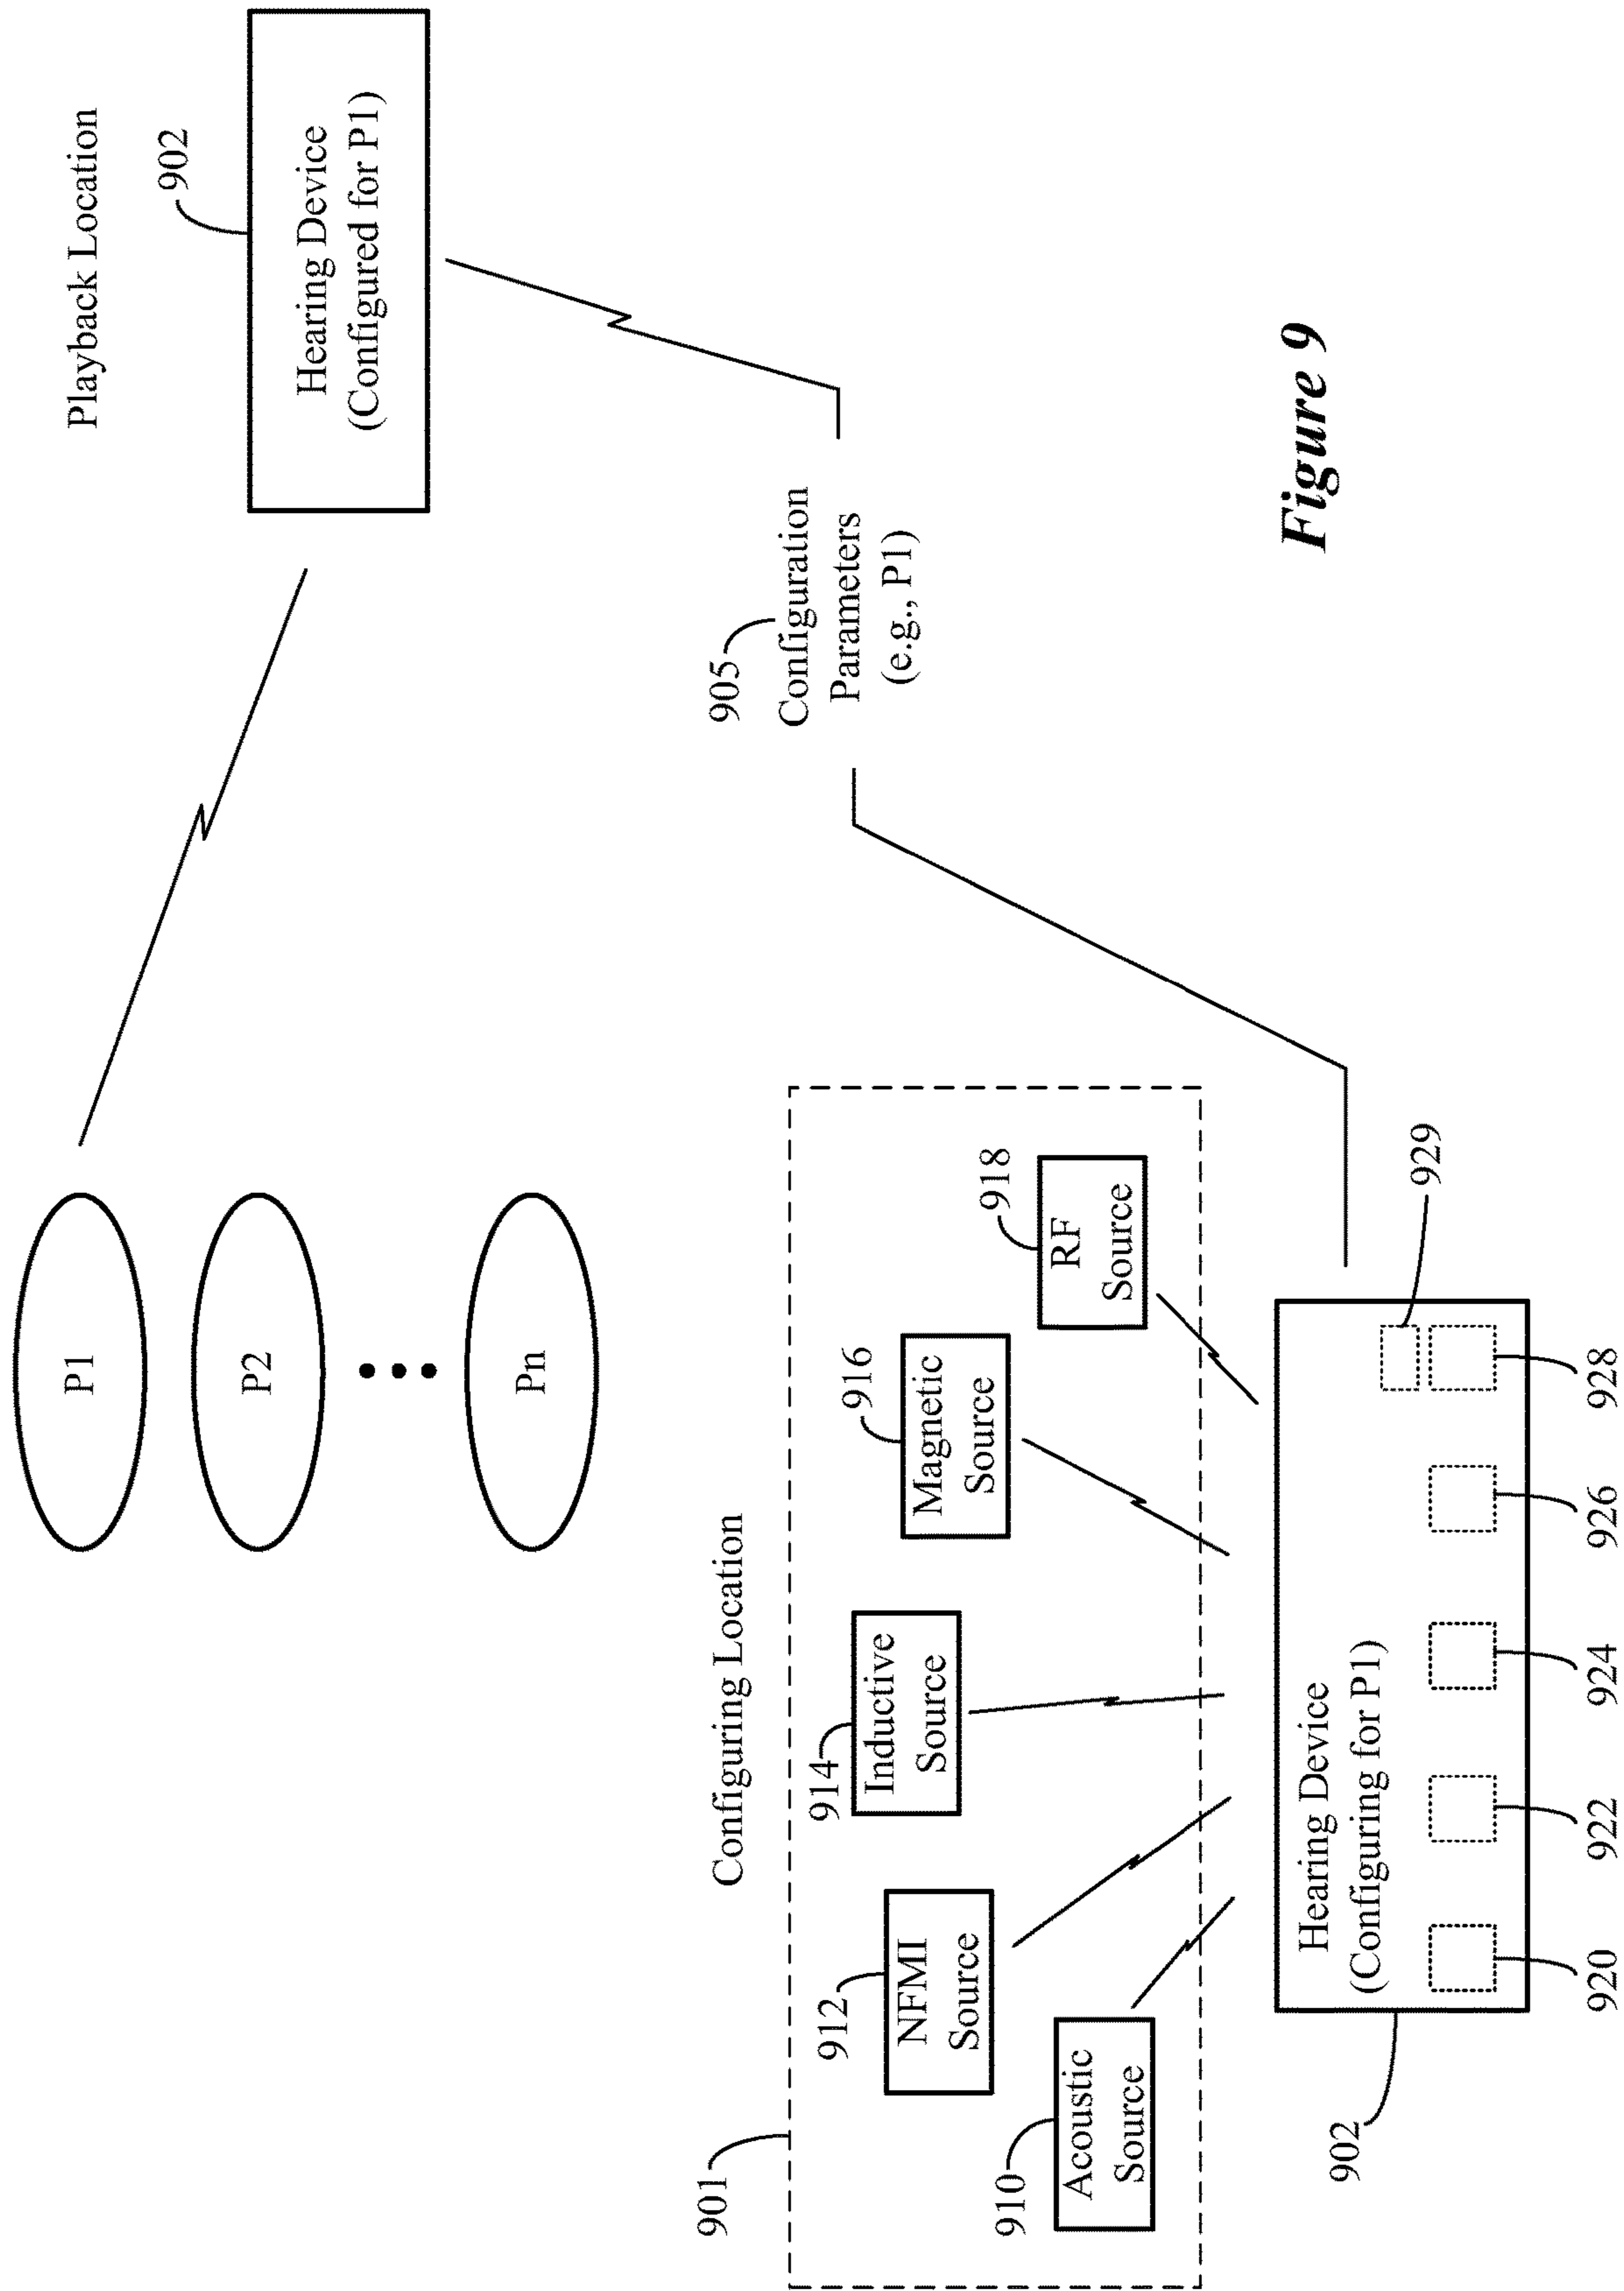 Configuring Location
901
910
Acoustic
Source
912
NFMI
Source
914
Inductive
Source
916
Magnetic
Source
918
RF
Source
902
Hearing Device
(Configuring for P1)
920
922
924
926
928
929
P1
P2
Pn
905
Configuration
Parameters
(e.g., P1)
Playback Location
902
Hearing Device
(Configured for P1)
Figure 9